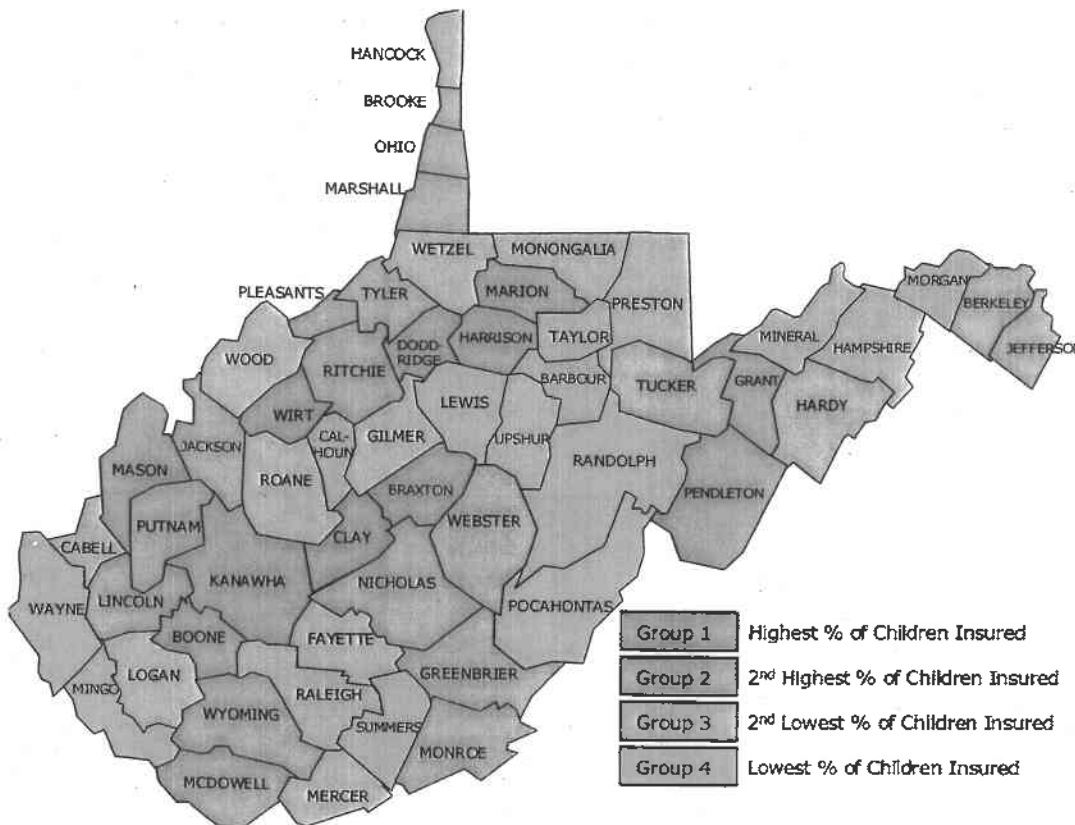 HANCOCK
BROOKE
OHIO
MARSHALL
WETZEL
MONONGALIA
PLEASANTS
TYLER
MARION
PRESTON
MORGAN
BERKELEY
JEFFERSON
WOOD
RITCHIE
DODD-
RIDGE
HARRISON
TAYLOR
MINERAL
HAMPSHIRE
BARBOUR
TUCKER
GRANT
HARDY
WIRT
LEWIS
JACKSON
CAL-
HOUN
GILMER
UPSHUR
RANDOLPH
MASON
ROANE
BRAXTON
PENDLETON
PUTNAM
WEBSTER
CABELL
CLAY
KANAWHA
NICHOLAS
WAYNE
LINCOLN
POCAHONTAS
BOONE
FAYETTE
LOGAN
GREENBRIER
MINGO
RALEIGH
WYOMING
SUMMERS
MONROE
MCDOWELL
MERCER
Group 1 Highest % of Children Insured
Group 2 2nd Highest % of Children Insured
Group 3 2nd Lowest % of Children Insured
Group 4 Lowest % of Children Insured